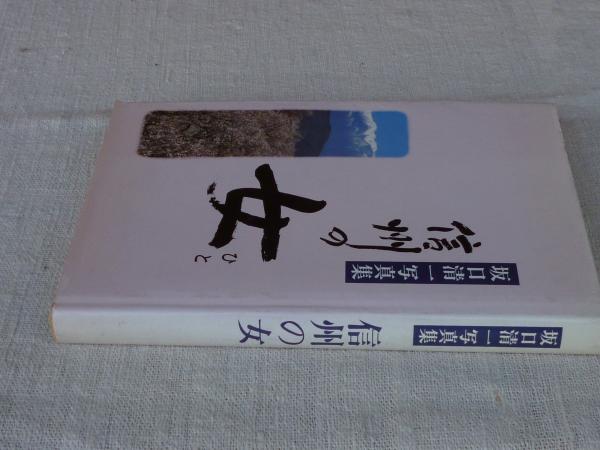 坂口清一写真集
信州の
女
ひと
坂口清一写真集
信州の女